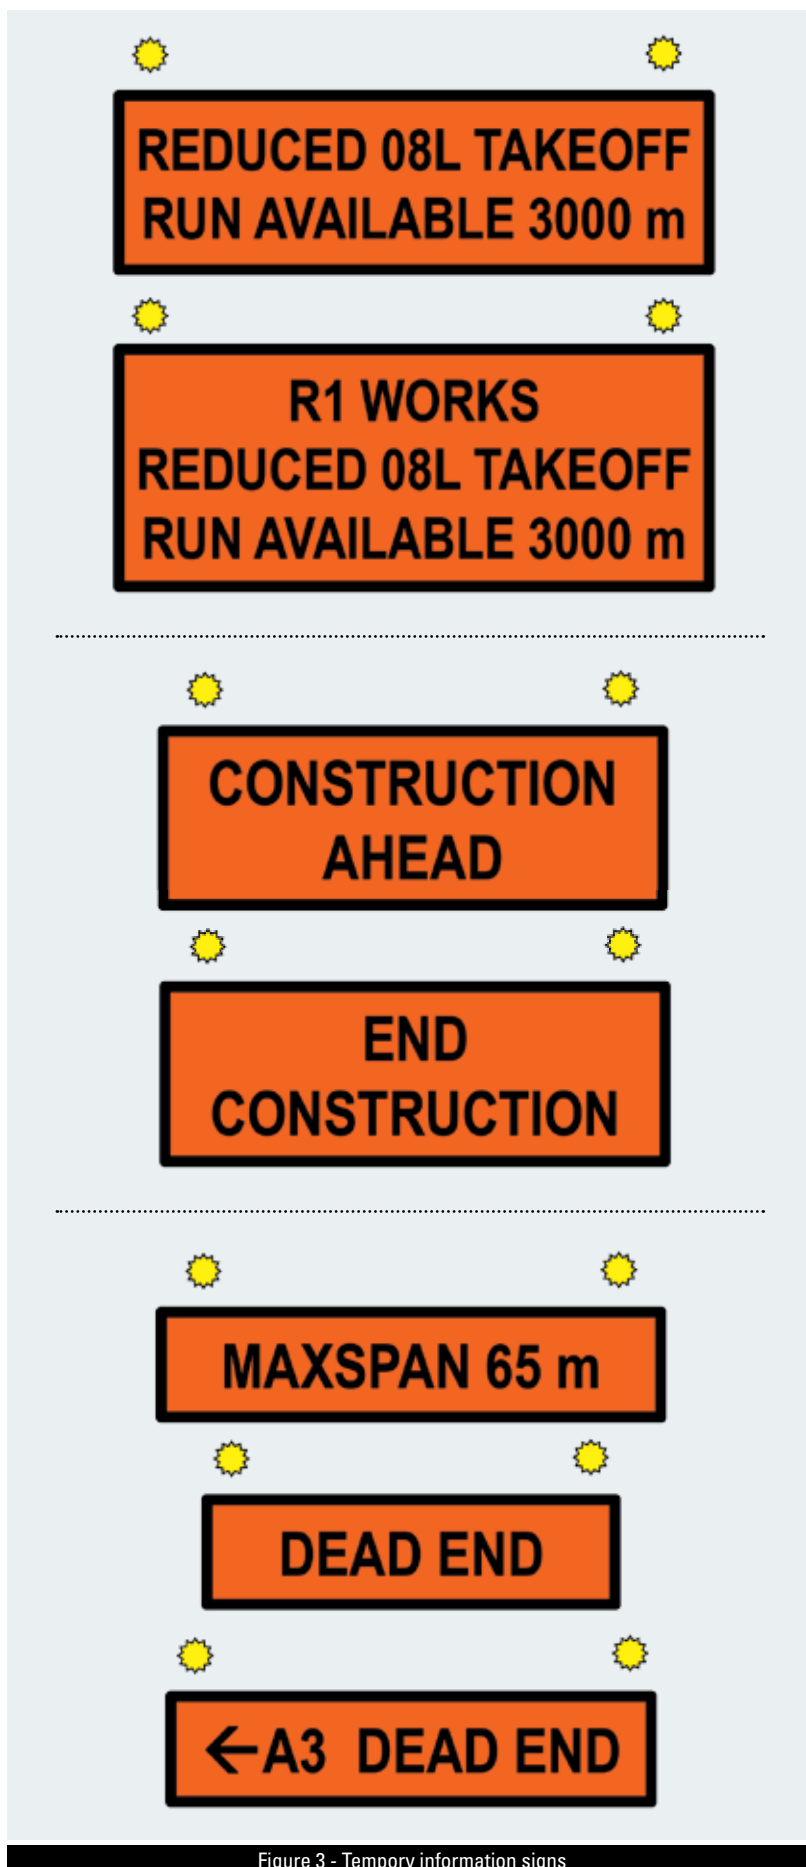 REDUCED 08L TAKEOFF
RUN AVAILABLE 3000 m
R1 WORKS
REDUCED 08L TAKEOFF
RUN AVAILABLE 3000 m
CONSTRUCTION
AHEAD
END
CONSTRUCTION
MAXSPAN 65 m
DEAD END
←A3 DEAD END
Figure 3 - Tempory information signs